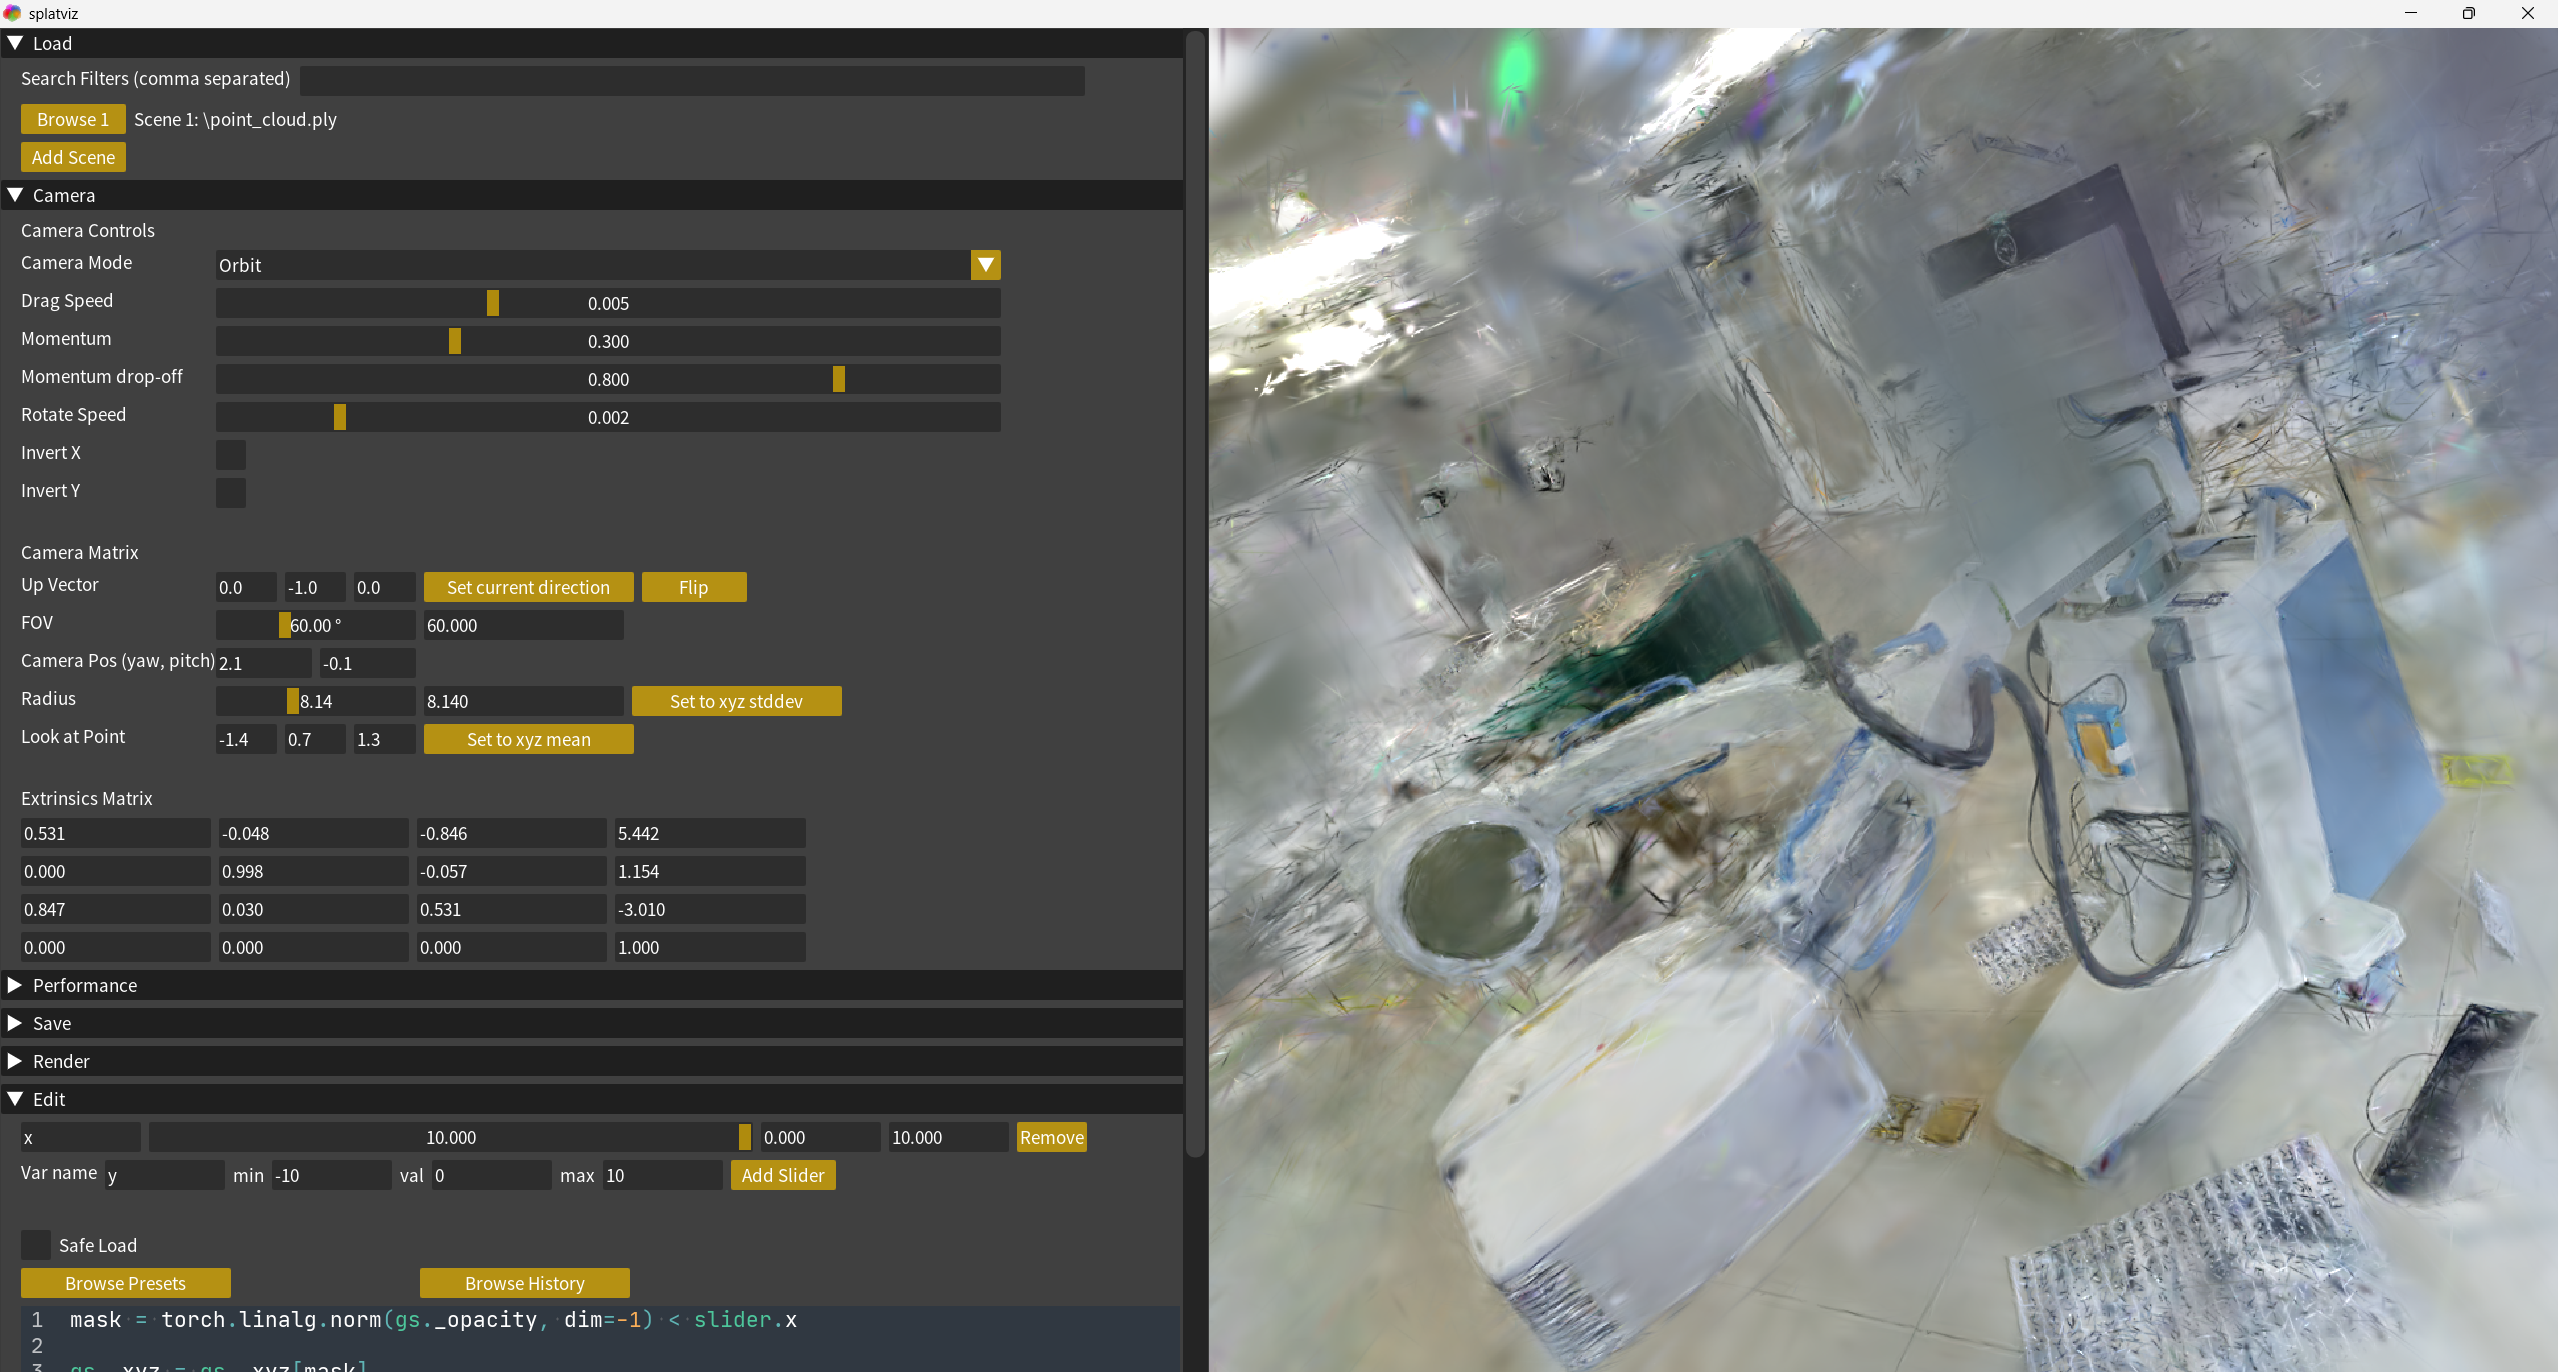 splatviz
Load
Search Filters (comma separated)
Browse 1 Scene 1: \point_cloud.ply
Add Scene
Camera
Camera Controls
Camera Mode Orbit
Drag Speed 0.005
Momentum 0.300
Momentum drop-off 0.800
Rotate Speed 0.002
Invert X
Invert Y
Camera Matrix
Up Vector 0.0 -1.0 0.0 Set current direction Flip
FOV 60.00 ° 60.000
Camera Pos (yaw, pitch) 2.1 -0.1
Radius 8.14 8.140 Set to xyz stddev
Look at Point -1.4 0.7 1.3 Set to xyz mean
Extrinsics Matrix
0.531 -0.048 -0.846 5.442
0.000 0.998 -0.057 1.154
0.847 0.030 0.531 -3.010
0.000 0.000 0.000 1.000
Performance
Save
Render
Edit
x 10.000 0.000 10.000 Remove
Var name y min -10 val 0 max 10 Add Slider
Safe Load
Browse Presets Browse History
1 mask = torch.linalg.norm(gs._opacity, dim=-1) < slider.x
2
3 gs._xyz = gs._xyz[mask]